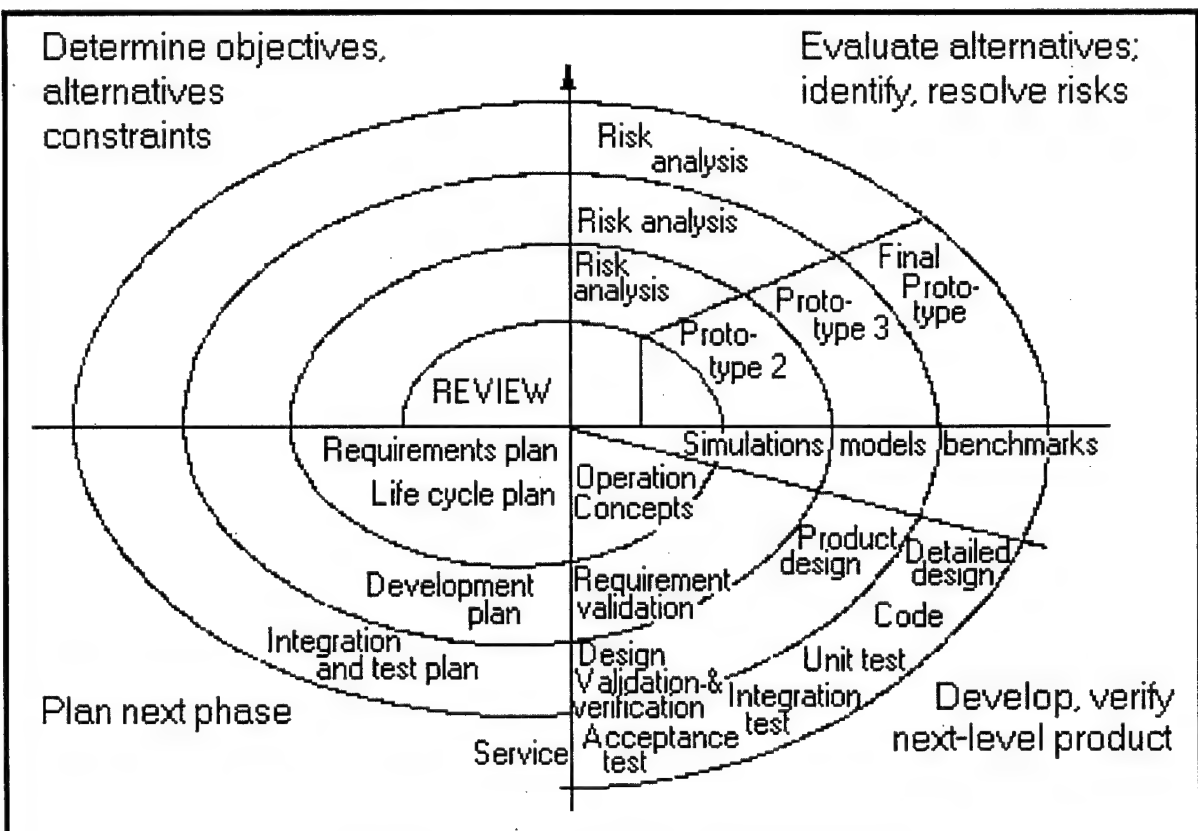 Determine objectives,
alternatives
constraints
Evaluate alternatives;
identify, resolve risks
Risk
analysis
Risk analysis
Risk
analysis
Final
Proto-
type
Proto-
type 3
Proto-
type 2
REVIEW
Simulations models benchmarks
Requirements plan
Life cycle plan
Operation
Concepts
Product
design
Detailed
design
Development
plan
Requirement
validation
Code
Integration
and test plan
Design
Validation-&
verification
Unit test
Integration
test
Plan next phase
Develop, verify
next-level product
Service
Acceptance
test